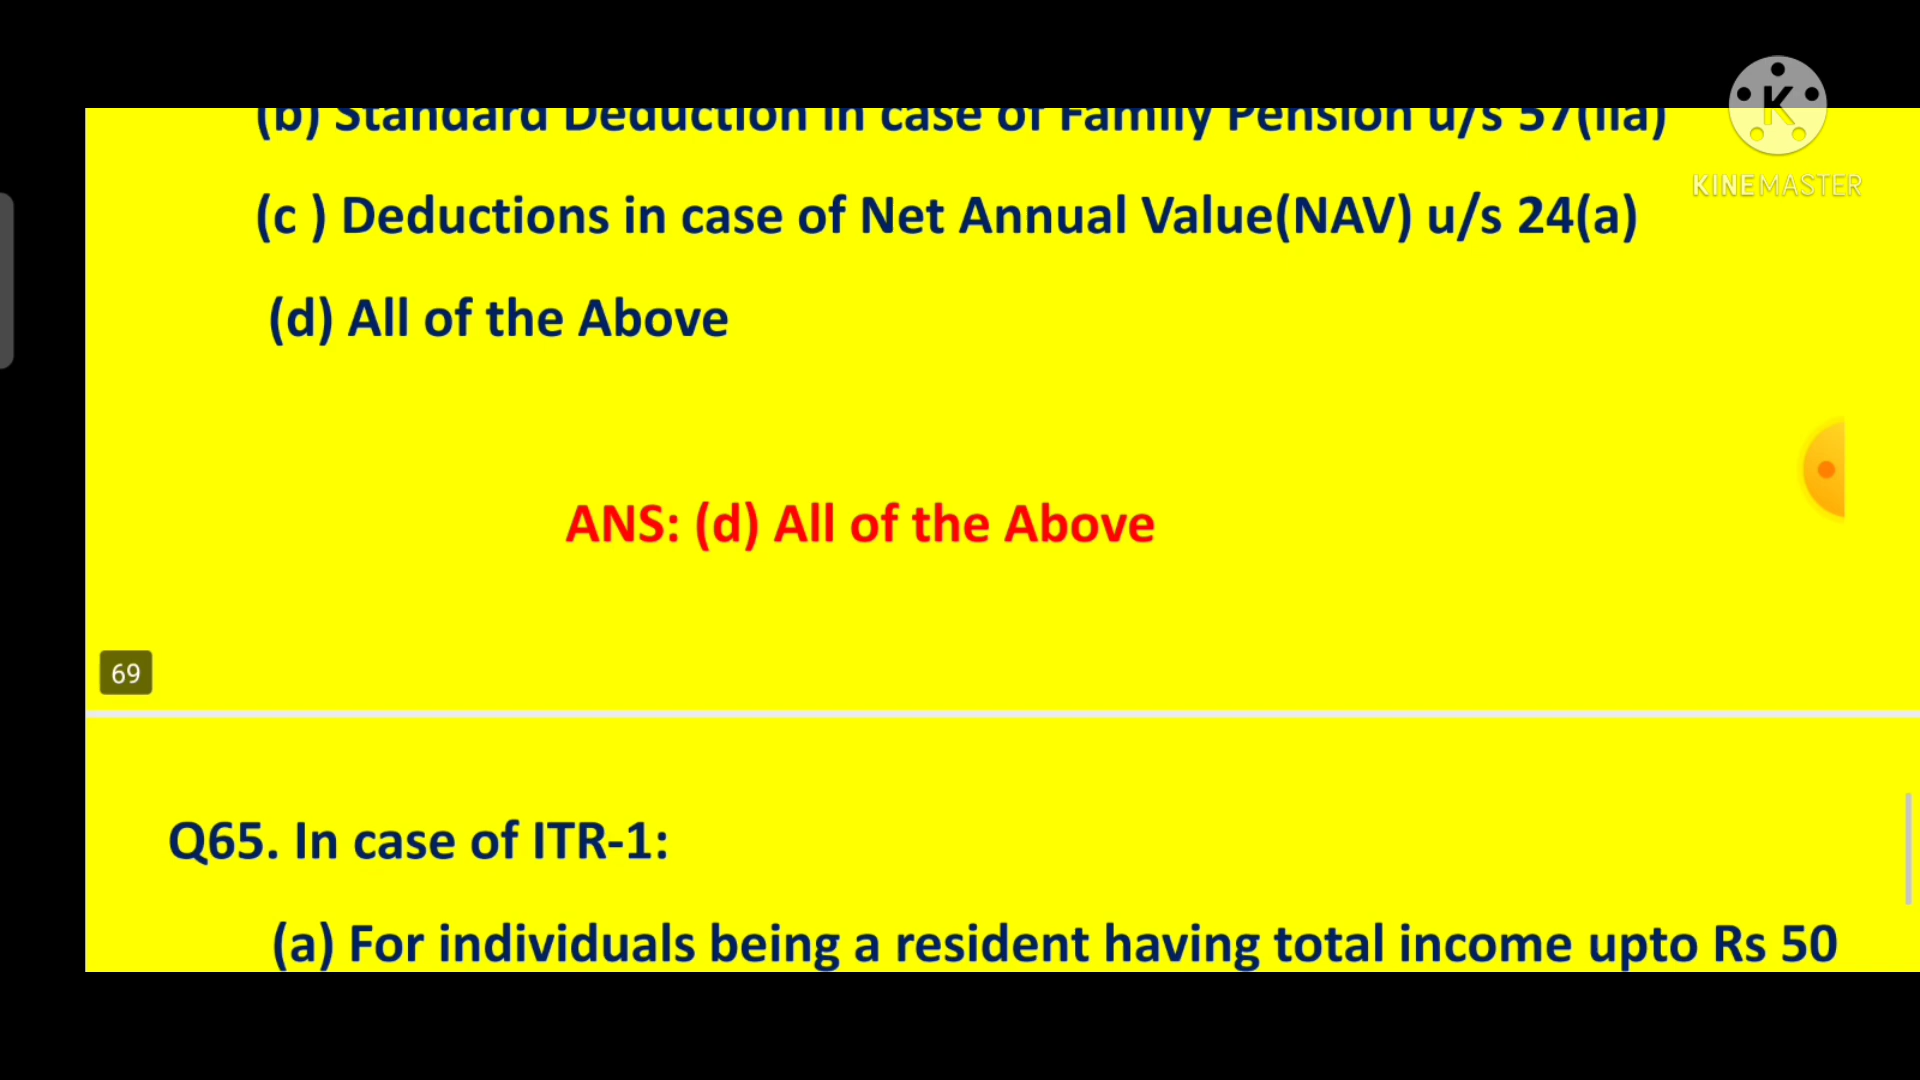 (b) Standard Deduction in case of Family Pension u/s 57(iia)
K
KINEMASTER
(c ) Deductions in case of Net Annual Value(NAV) u/s 24(a)
(d) All of the Above
ANS: (d) All of the Above
69
Q65. In case of ITR-1:
(a) For individuals being a resident having total income upto Rs 50